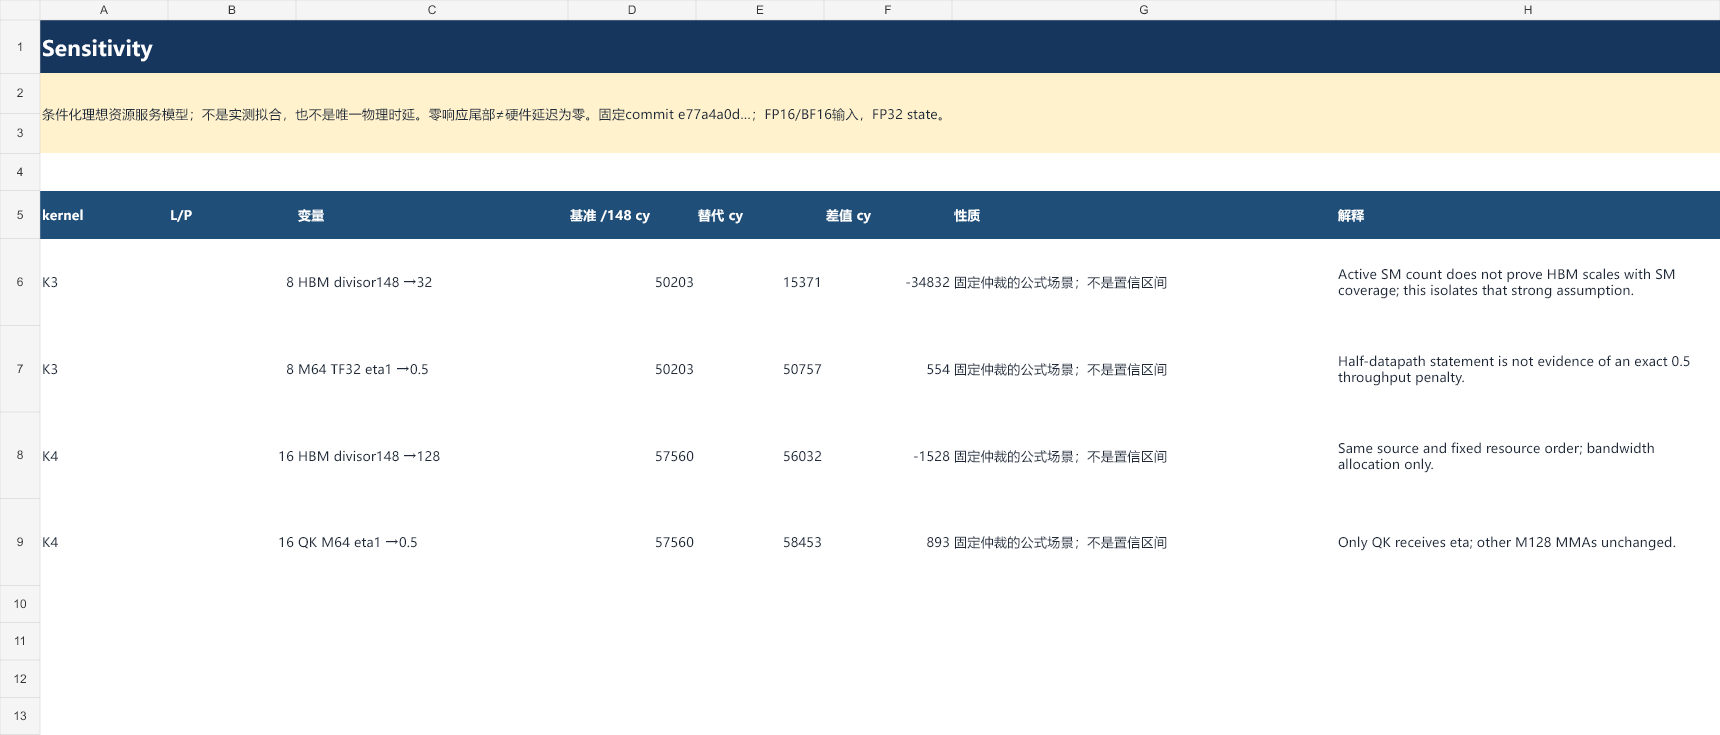 A B C D E F G H
1 Sensitivity
2
条件化理想资源服务模型；不是实测拟合，也不是唯一物理时延。零响应尾部≠硬件延迟为零。固定commit e77a4a0d...；FP16/BF16输入，FP32 state。
3
4
5 kernel L/P 变量 基准 /148 cy 替代 cy 差值 cy 性质 解释
6 K3 8 HBM divisor148 →32 50203 15371 -34832 固定仲裁的公式场景；不是置信区间 Active SM count does not prove HBM scales with SM
coverage; this isolates that strong assumption.
7 K3 8 M64 TF32 eta1 →0.5 50203 50757 554 固定仲裁的公式场景；不是置信区间 Half-datapath statement is not evidence of an exact 0.5
throughput penalty.
8 K4 16 HBM divisor148 →128 57560 56032 -1528 固定仲裁的公式场景；不是置信区间 Same source and fixed resource order; bandwidth
allocation only.
9 K4 16 QK M64 eta1 →0.5 57560 58453 893 固定仲裁的公式场景；不是置信区间 Only QK receives eta; other M128 MMAs unchanged.
10
11
12
13